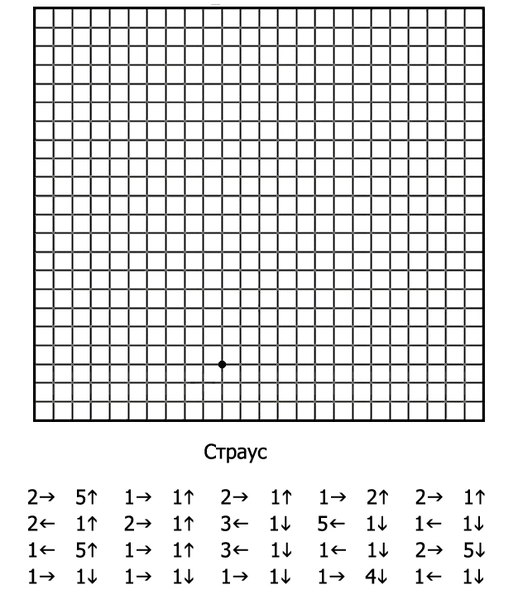 Страус
2→ 5↑ 1→ 1↑ 2→ 1↑ 1→ 2↑ 2→ 1↑
2← 1↑ 2→ 1↑ 3← 1↓ 5← 1↓ 1← 1↓
1← 5↑ 1→ 1↑ 3← 1↓ 1← 1↓ 2→ 5↓
1→ 1↓ 1→ 1↓ 1→ 1↓ 1→ 4↓ 1← 1↓